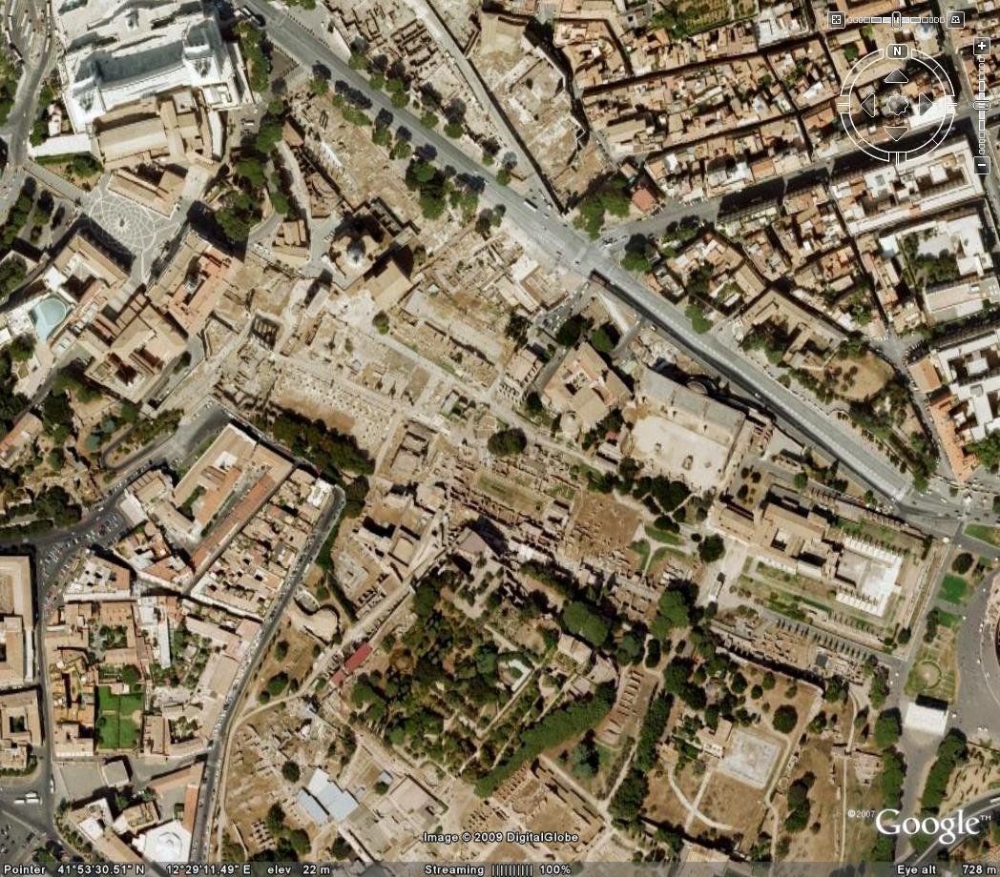 N
©2007 Google™
Image © 2009 DigitalGlobe
Pointer 41°53'30.51" N 12°29'11.49" E elev 22 m Streaming |||||||||| 100% Eye alt 728 m